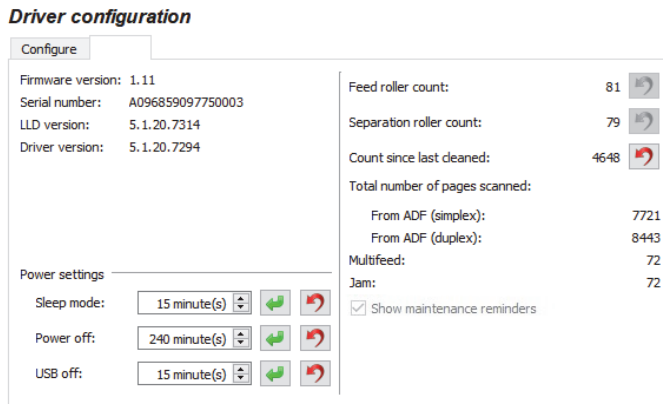 Driver configuration
Configure
Firmware version: 1.11
Serial number: A096859097750003
LLD version: 5.1.20.7314
Driver version: 5.1.20.7294
Power settings
Sleep mode: 15 minute(s)
Power off: 240 minute(s)
USB off: 15 minute(s)
Feed roller count: 81
Separation roller count: 79
Count since last cleaned: 4648
Total number of pages scanned:
From ADF (simplex): 7721
From ADF (duplex): 8443
Multifeed: 72
Jam: 72
Show maintenance reminders